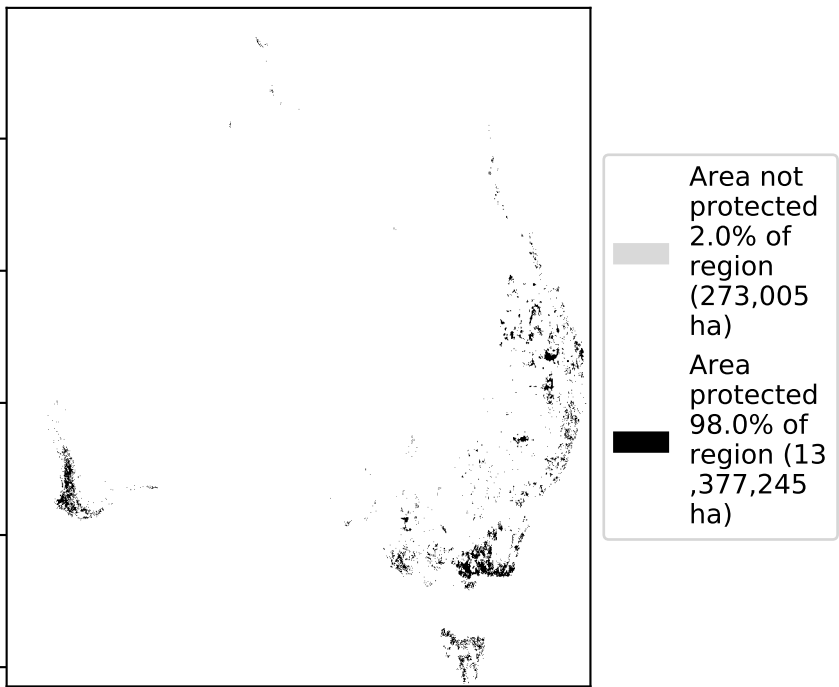 Area not
protected
2.0% of
region
(273,005
ha)
Area
protected
98.0% of
region (13
,377,245
ha)